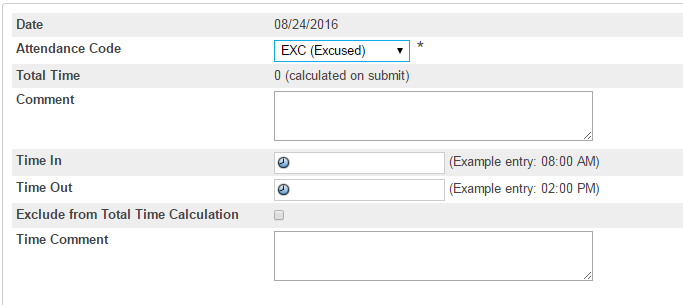 Date 08/24/2016
Attendance Code EXC (Excused) *
Total Time 0 (calculated on submit)
Comment
Time In (Example entry: 08:00 AM)
Time Out (Example entry: 02:00 PM)
Exclude from Total Time Calculation
Time Comment